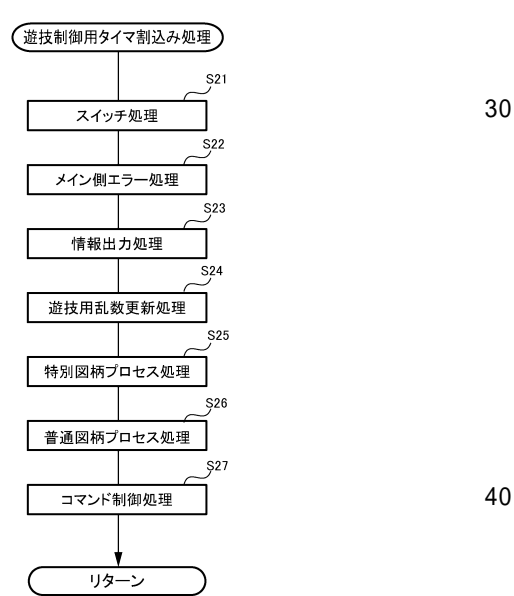 遊技制御用タイマ割込み処理
S21
スイッチ処理
30
S22
メイン側エラー処理
S23
情報出力処理
S24
遊技用乱数更新処理
S25
特別図柄プロセス処理
S26
普通図柄プロセス処理
S27
コマンド制御処理
40
リターン